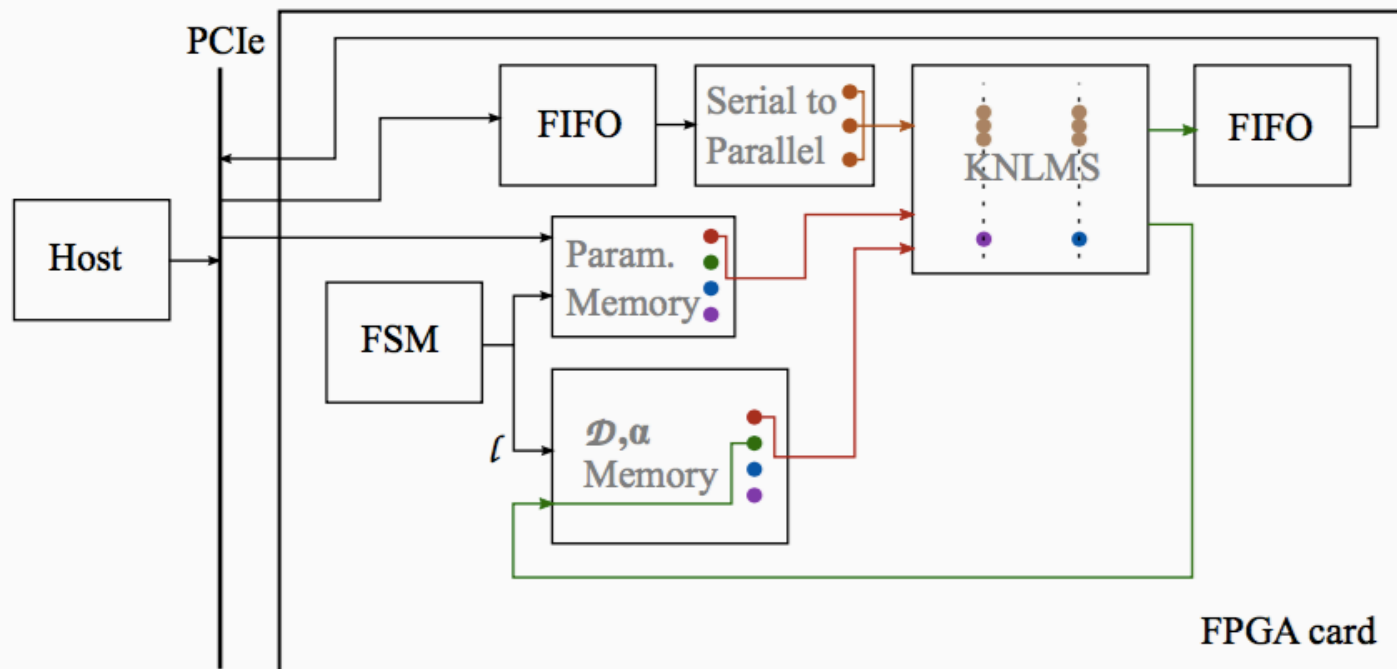 PCIe
FIFO
Serial to
Parallel
KNLMS
FIFO
Host
Param.
Memory
FSM
𝓓,α
Memory
ℓ
FPGA card